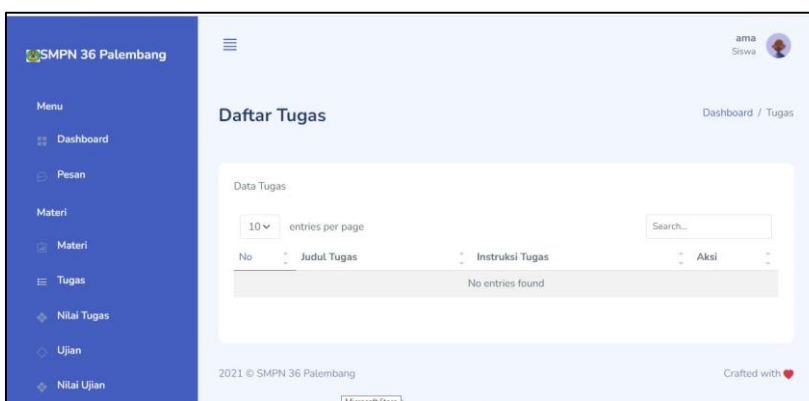 SMPN 36 Palembang
ama
Siswa
Menu
Dashboard
Pesan
Materi
Materi
Tugas
Nilai Tugas
Ujian
Nilai Ujian
Daftar Tugas
Dashboard / Tugas
Data Tugas
10 entries per page
Search...
No Judul Tugas Instruksi Tugas Aksi
No entries found
2021 © SMPN 36 Palembang
Crafted with
Microsoft Store